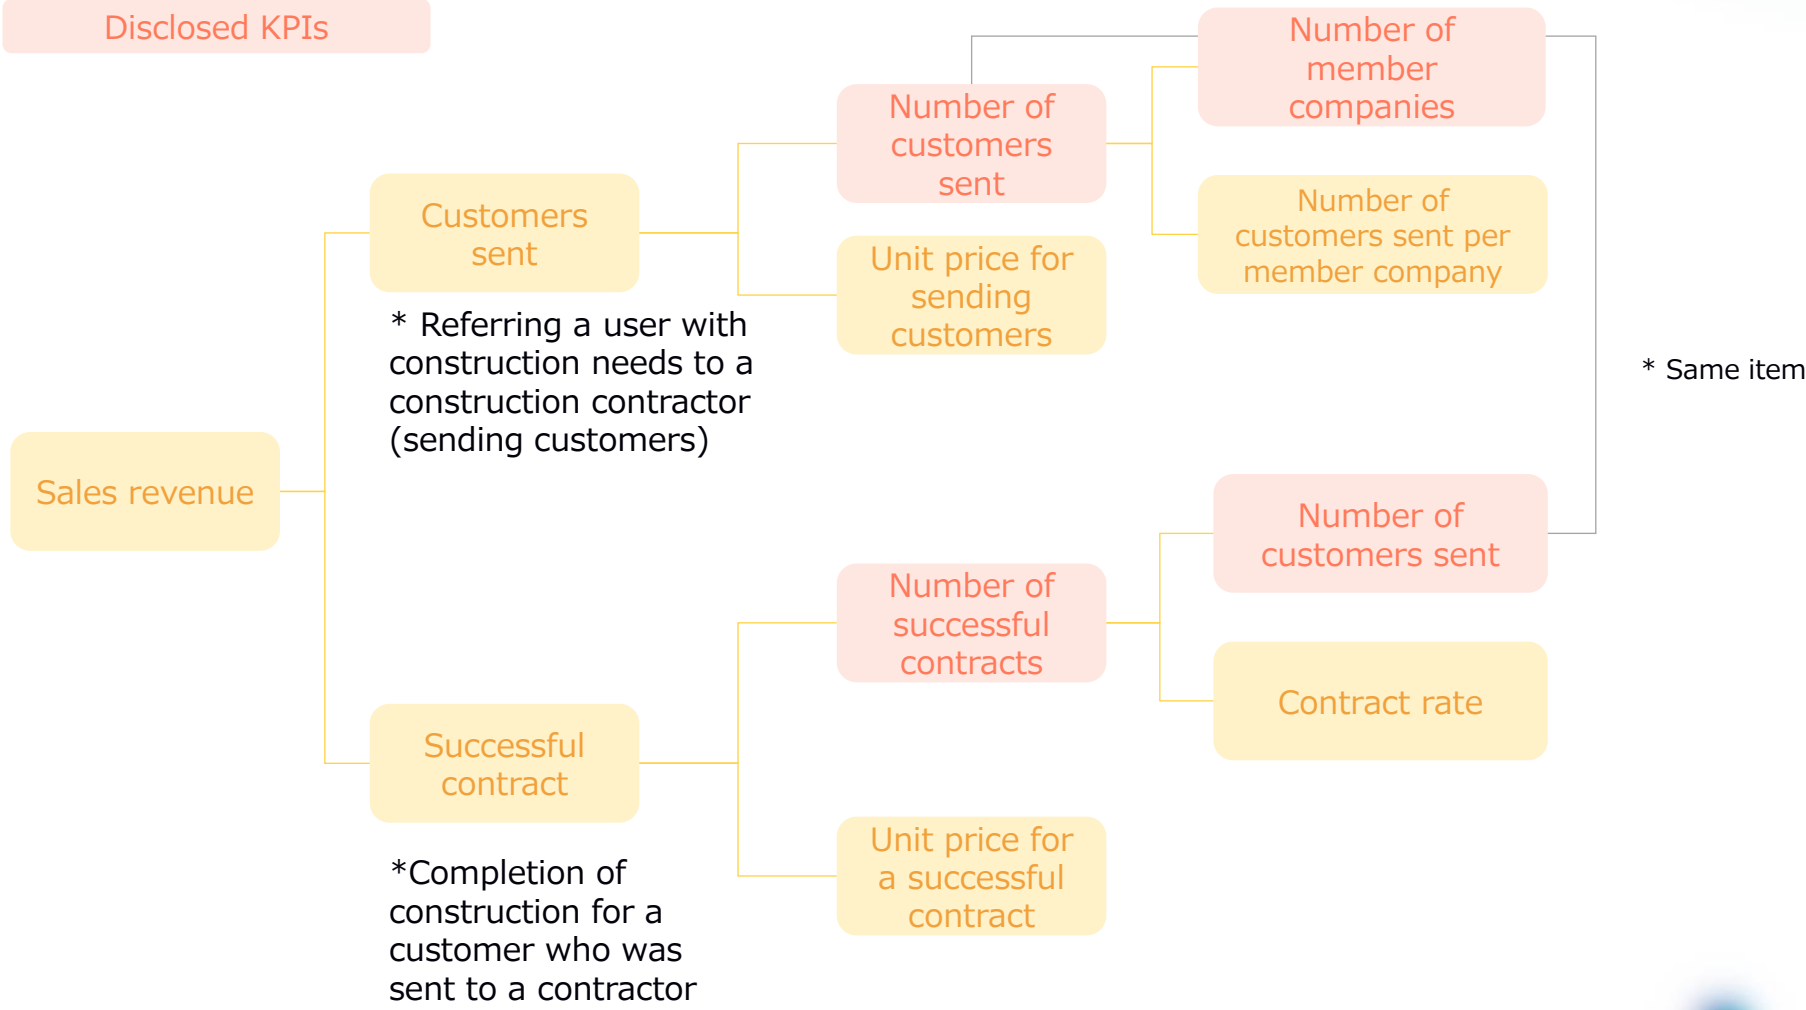 Disclosed KPIs
Sales revenue
Customers
sent
* Referring a user with
construction needs to a
construction contractor
(sending customers)
Successful
contract
*Completion of
construction for a
customer who was
sent to a contractor
Number of
customers
sent
Unit price for
sending
customers
Number of
successful
contracts
Unit price for
a successful
contract
Number of
member
companies
Number of
customers sent per
member company
Number of
customers sent
Contract rate
* Same item